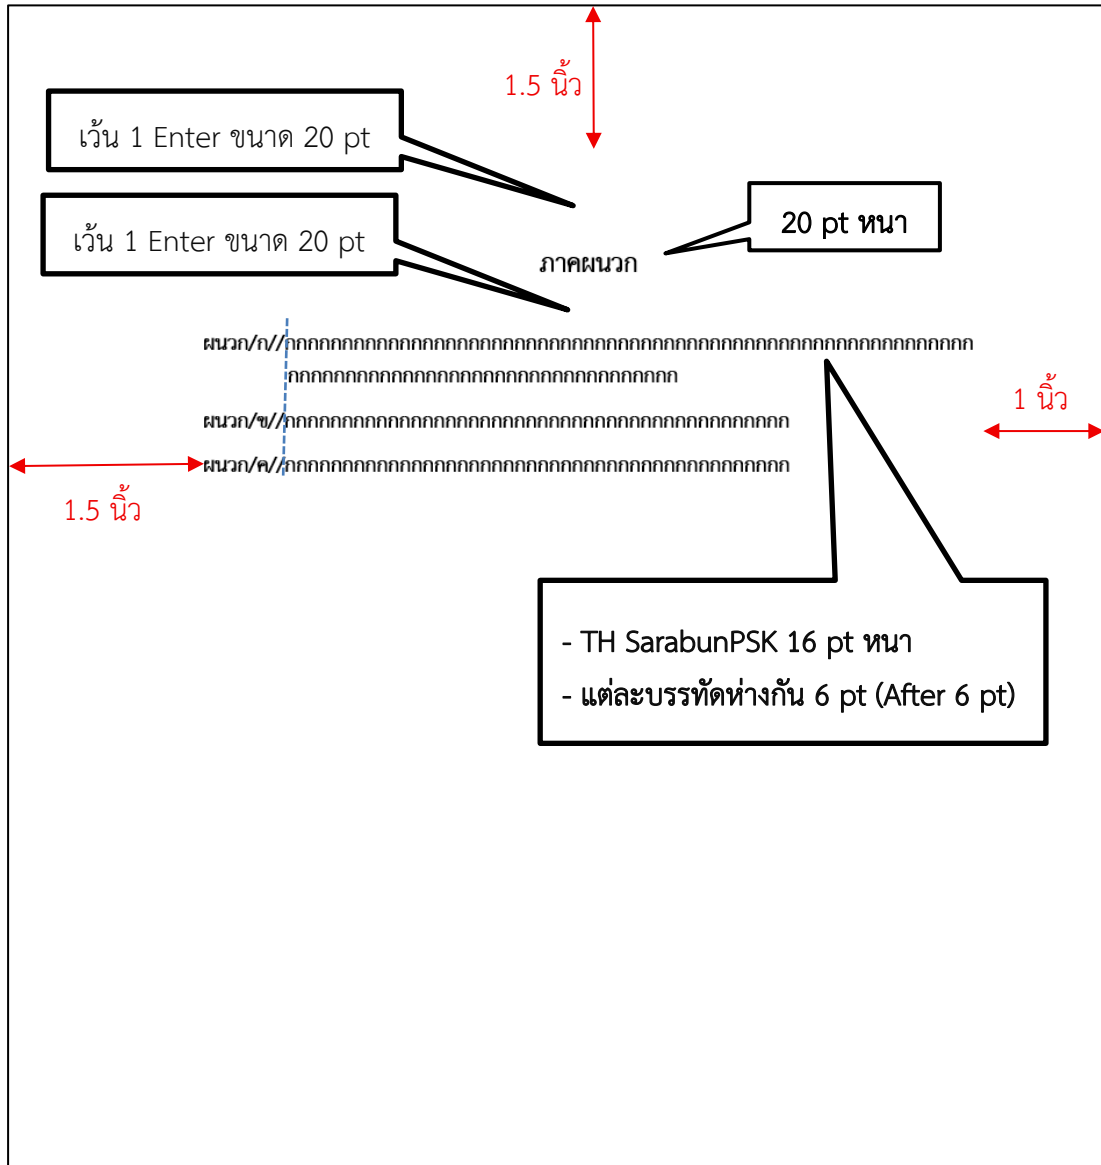 1.5 นิ้ว
เว้น 1 Enter ขนาด 20 pt
20 pt หนา
เว้น 1 Enter ขนาด 20 pt
ภาคผนวก
ผนวก/ก//กกกกกกกกกกกกกกกกกกกกกกกกกกกกกกกกกกกกกกกกกกกกกกกกกกกกกกกกกกกก
กกกกกกกกกกกกกกกกกกกกกกกกกกกกกกกกกก
1 นิ้ว
ผนวก/ข//กกกกกกกกกกกกกกกกกกกกกกกกกกกกกกกกกกกกกกกกกกกก
ผนวก/ค//กกกกกกกกกกกกกกกกกกกกกกกกกกกกกกกกกกกกกกกกกกกก
1.5 นิ้ว
- TH SarabunPSK 16 pt หนา
- แต่ละบรรทัดห่างกัน 6 pt (After 6 pt)